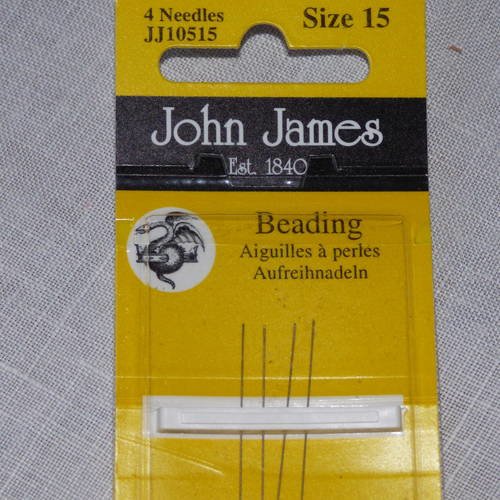 4 Needles Size 15
JJ10515
John James
Est. 1840
Beading
Aiguilles à perles
Aufreihnadeln